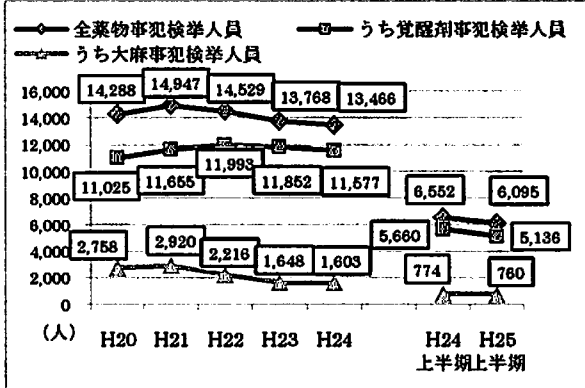 全薬物事犯検挙人員 うち覚醒剤事犯検挙人員
うち大麻事犯検挙人員
16,000
14,000
12,000
10,000
8,000
6,000
4,000
2,000
0
(人)
14,288 14,947 14,529 13,768 13,466
11,025 11,655 11,993 11,852 11,577
2,758 2,920 2,216 1,648 1,603
6,552 6,095
5,660 5,136
774 760
H20 H21 H22 H23 H24 H24 H25
上半期 上半期